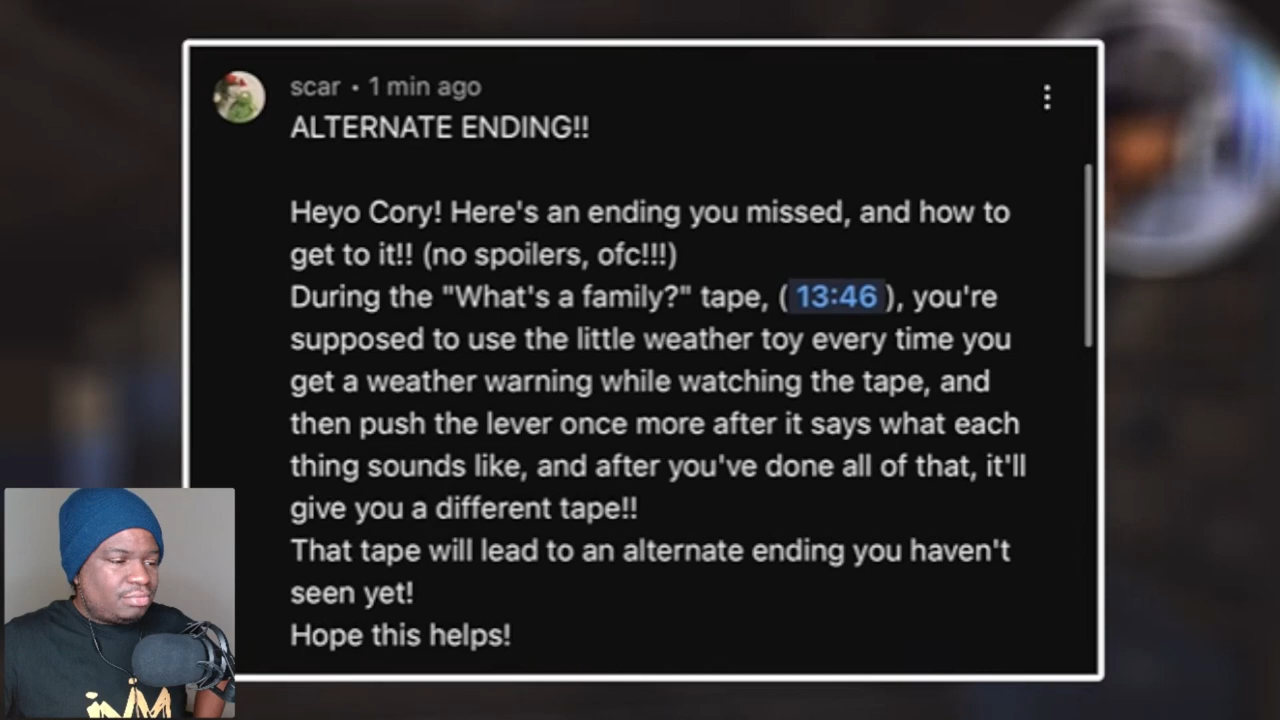 scar • 1 min ago
ALTERNATE ENDING!!
Heyo Cory! Here's an ending you missed, and how to
get to it!! (no spoilers, ofc!!!)
During the "What's a family?" tape, ( 13:46 ), you're
supposed to use the little weather toy every time you
get a weather warning while watching the tape, and
then push the lever once more after it says what each
thing sounds like, and after you've done all of that, it'll
give you a different tape!!
That tape will lead to an alternate ending you haven't
seen yet!
Hope this helps!